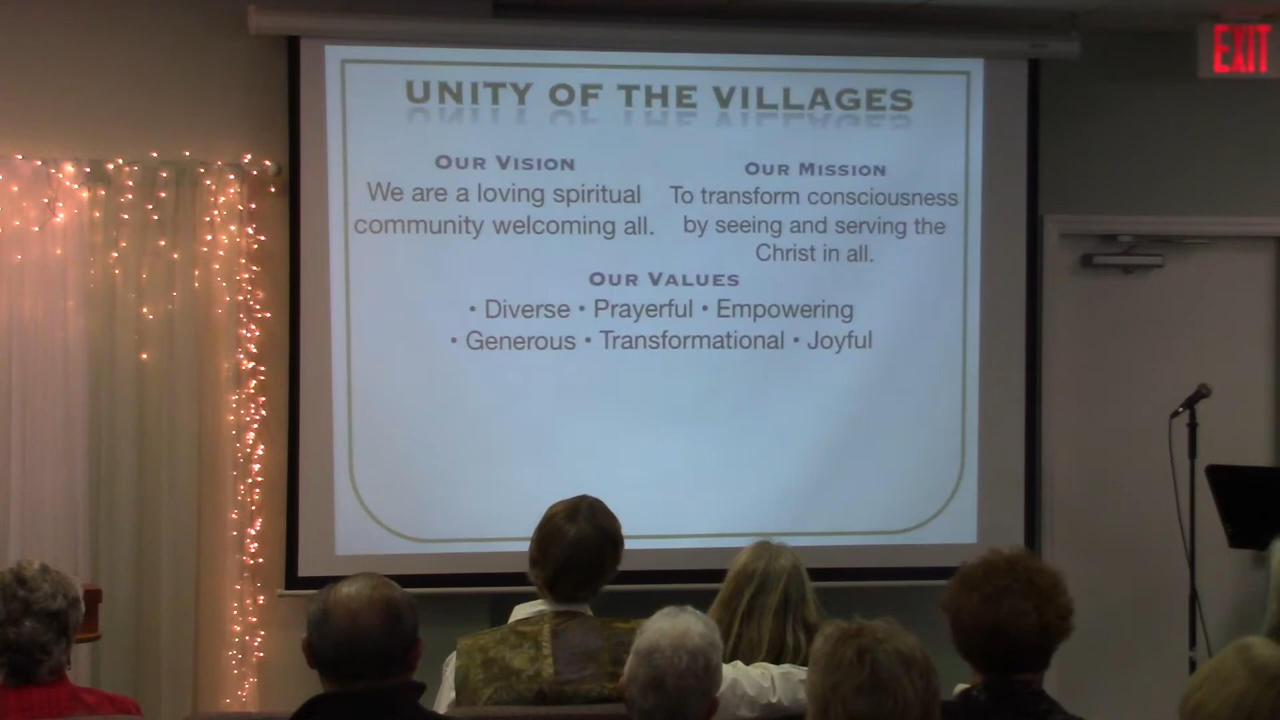 UNITY OF THE VILLAGES
OUR VISION
We are a loving spiritual
community welcoming all.
OUR MISSION
To transform consciousness
by seeing and serving the
Christ in all.
OUR VALUES
• Diverse • Prayerful • Empowering
• Generous • Transformational • Joyful
EXIT